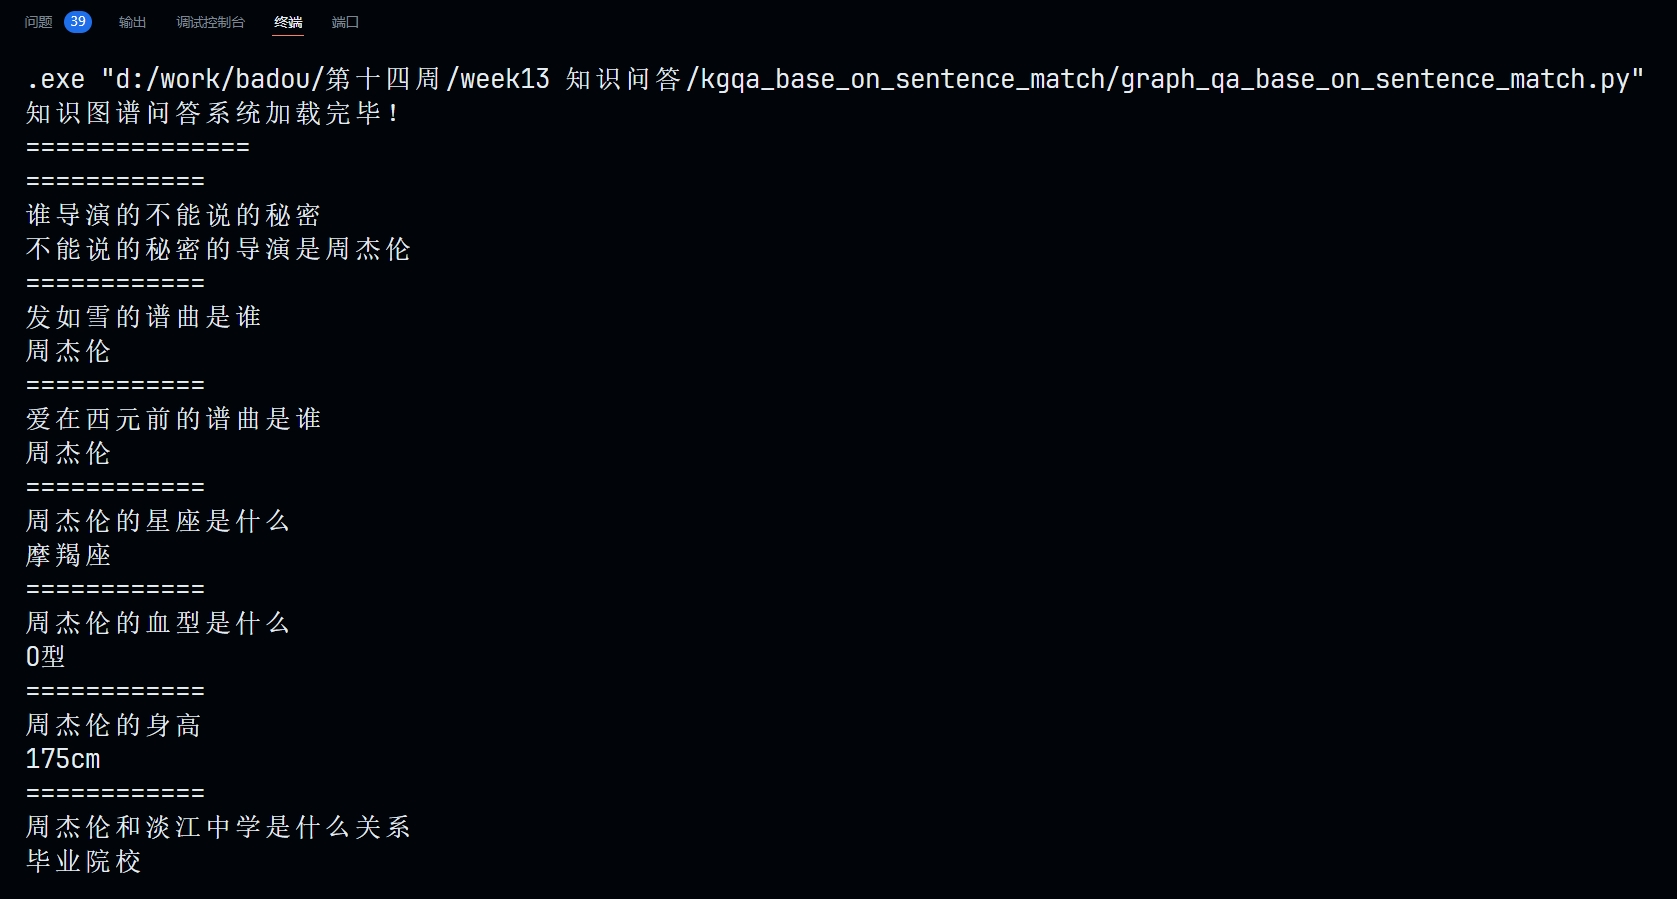 问题 39 输出 调试控制台 终端 端口
.exe "d:/work/badou/第十四周/week13 知识问答/kgqa_base_on_sentence_match/graph_qa_base_on_sentence_match.py"
知识图谱问答系统加载完毕!
===============
============
谁导演的不能说的秘密
不能说的秘密的导演是周杰伦
============
发如雪的谱曲是谁
周杰伦
============
爱在西元前的谱曲是谁
周杰伦
============
周杰伦的星座是什么
摩羯座
============
周杰伦的血型是什么
O型
============
周杰伦的身高
175cm
============
周杰伦和淡江中学是什么关系
毕业院校